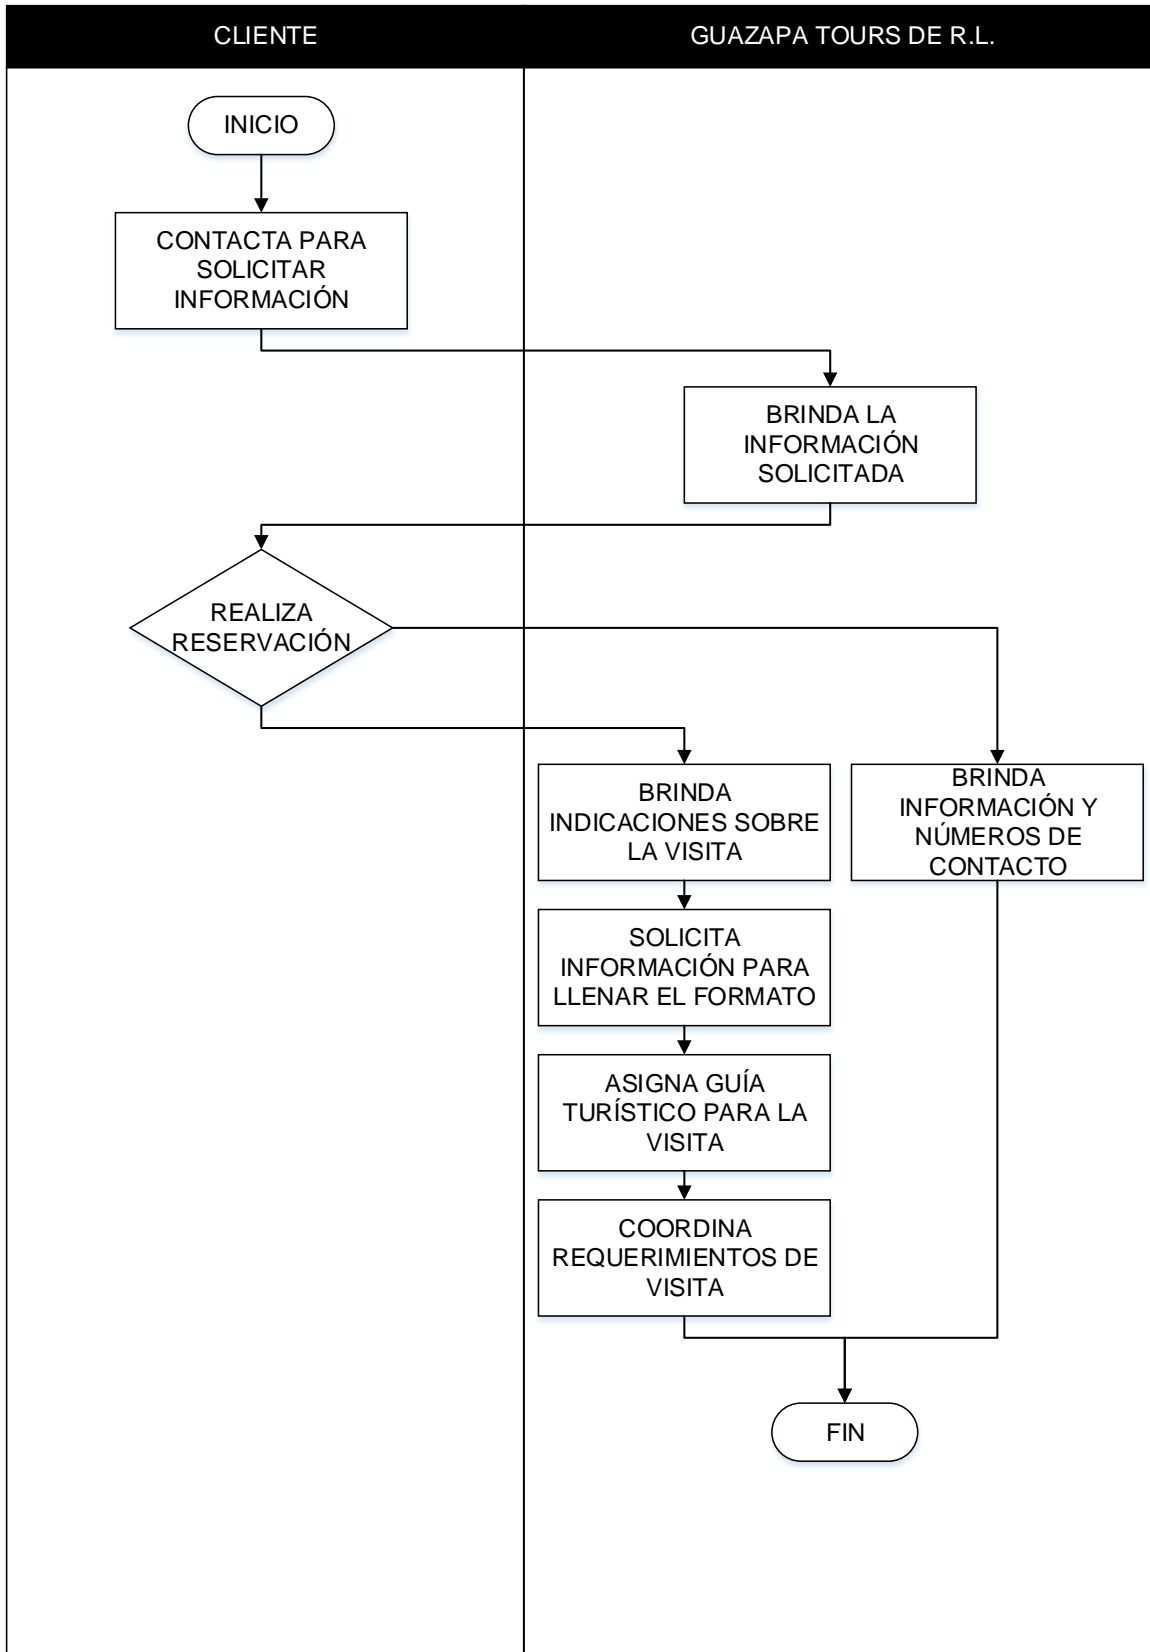 CLIENTE
GUAZAPA TOURS DE R.L.
INICIO
CONTACTA PARA
SOLICITAR
INFORMACIÓN
BRINDA LA
INFORMACIÓN
SOLICITADA
REALIZA
RESERVACIÓN
BRINDA
INDICACIONES SOBRE
LA VISITA
BRINDA
INFORMACIÓN Y
NÚMEROS DE
CONTACTO
SOLICITA
INFORMACIÓN PARA
LLENAR EL FORMATO
ASIGNA GUÍA
TURÍSTICO PARA LA
VISITA
COORDINA
REQUERIMIENTOS DE
VISITA
FIN